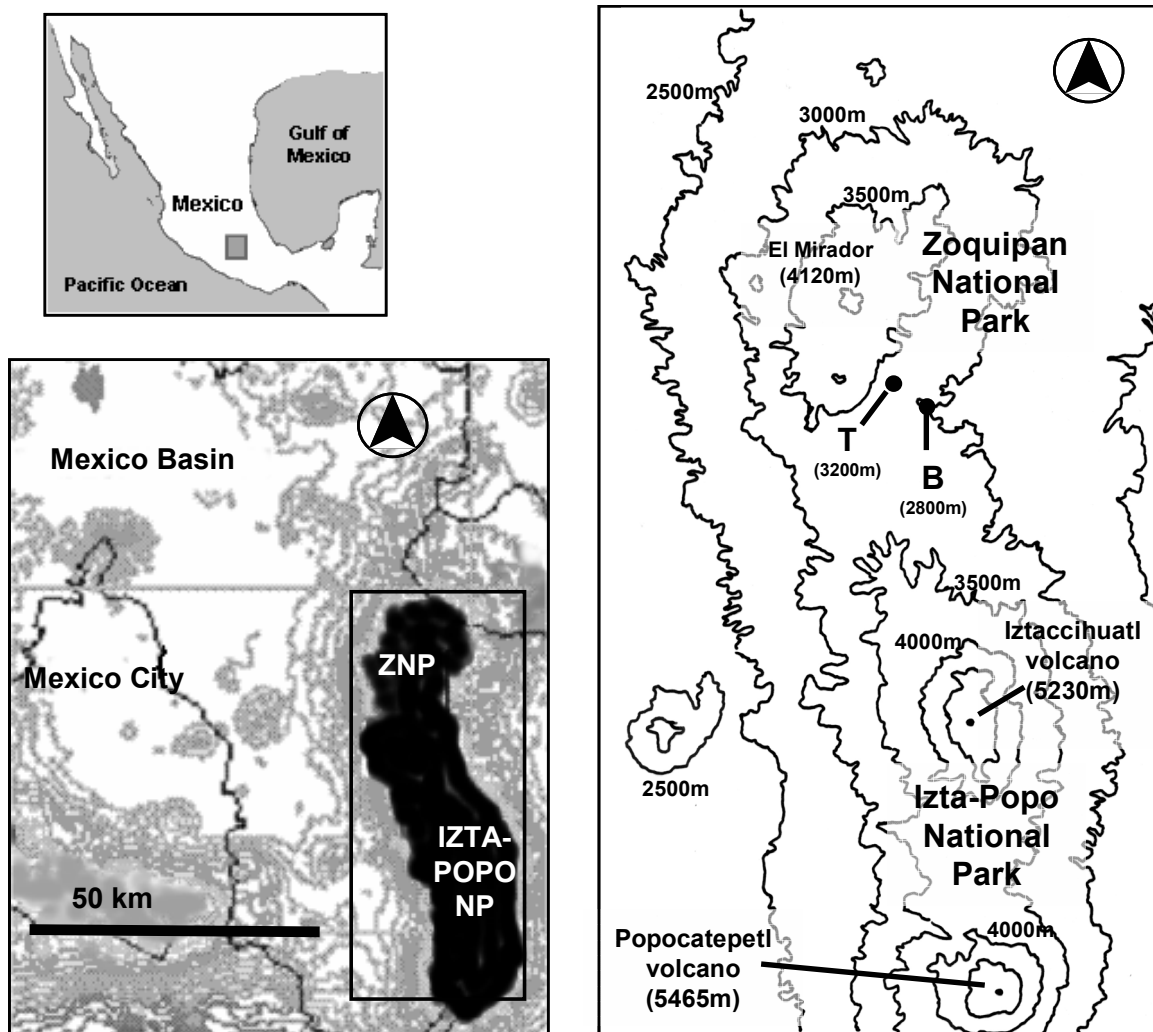 Gulf of
Mexico
Mexico
Pacific Ocean
Mexico Basin
Mexico City
ZNP
IZTA-
POPO
NP
50 km
2500m
3000m
3500m
El Mirador
(4120m)
Zoquipan
National
Park
T
(3200m)
B
(2800m)
3500m
4000m
Iztaccihuatl
volcano
(5230m)
2500m
Izta-Popo
National
Park
4000m
Popocatepetl
volcano
(5465m)